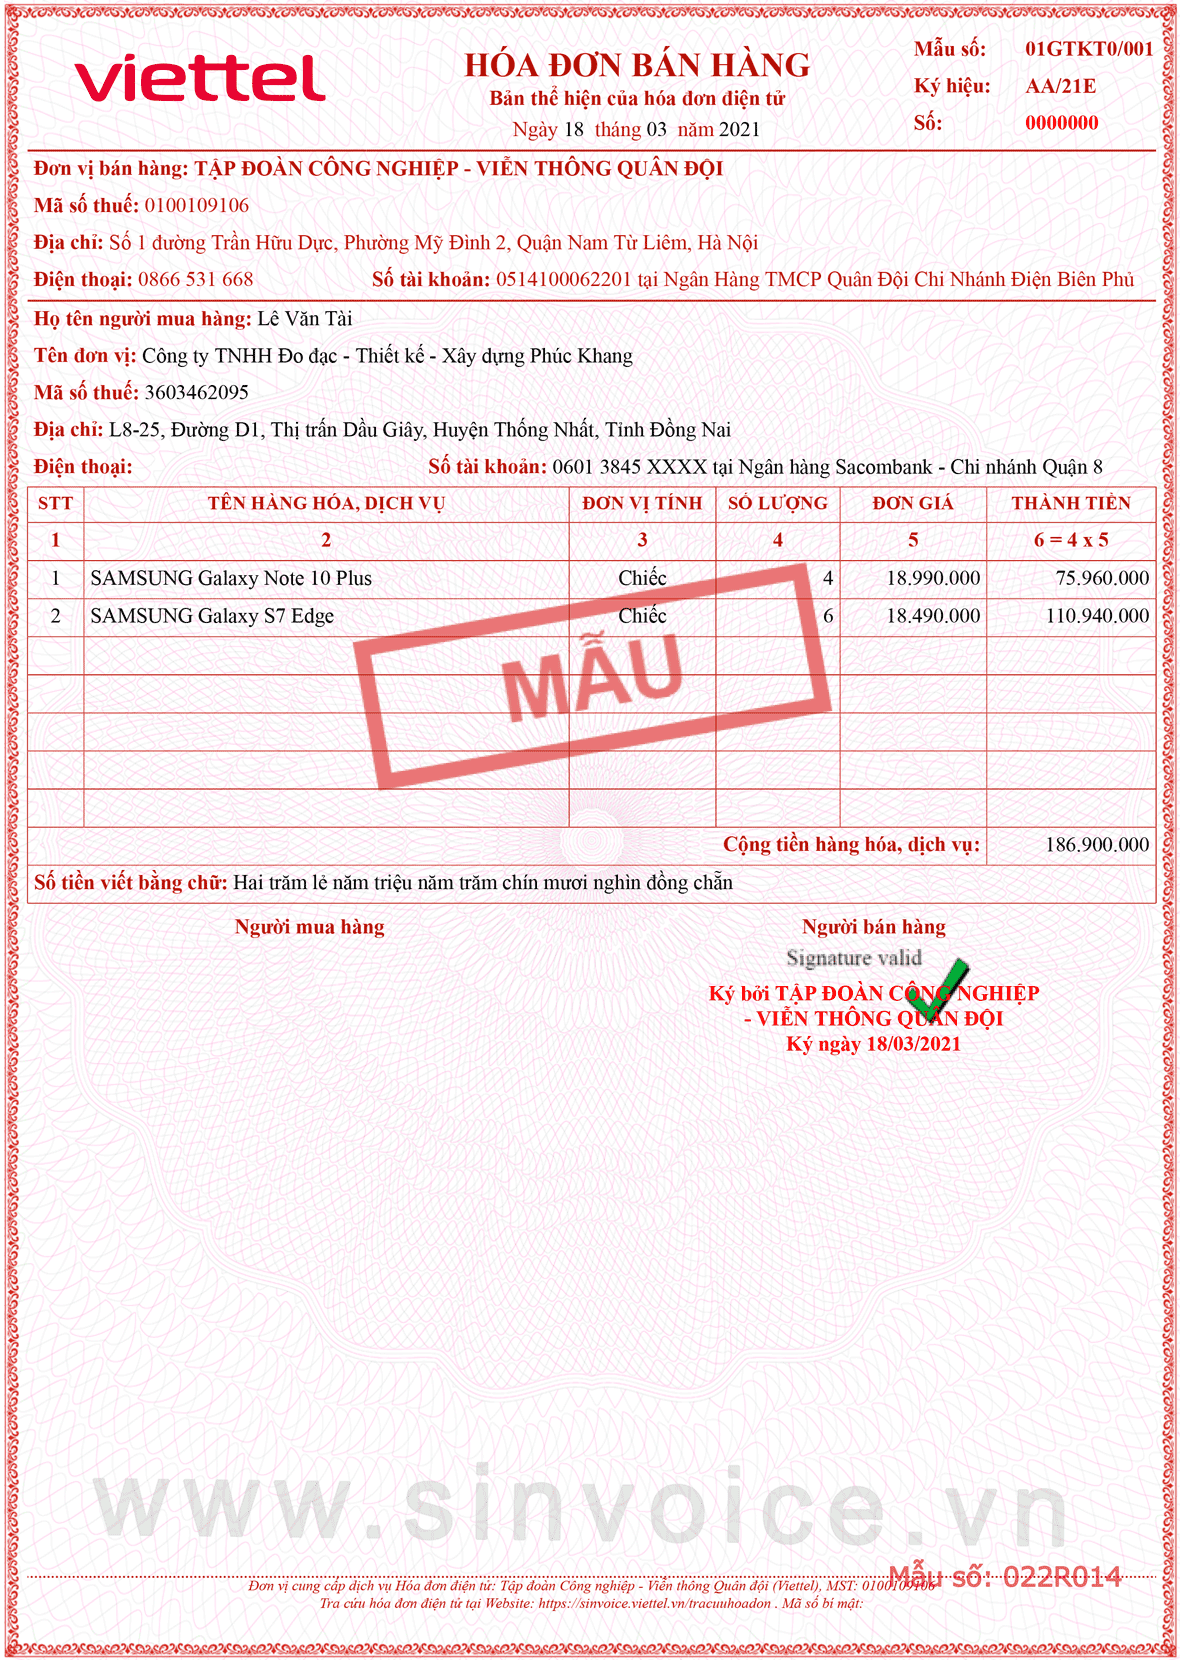 viettel
HÓA ĐƠN BÁN HÀNG
Bản thể hiện của hóa đơn điện tử
Ngày 18 tháng 03 năm 2021
Mẫu số: 01GTKT0/001
Ký hiệu: AA/21E
Số: 0000000
Đơn vị bán hàng: TẬP ĐOÀN CÔNG NGHIỆP - VIỄN THÔNG QUÂN ĐỘI
Mã số thuế: 0100109106
Địa chỉ: Số 1 đường Trần Hữu Dực, Phường Mỹ Đình 2, Quận Nam Từ Liêm, Hà Nội
Điện thoại: 0866 531 668 Số tài khoản: 0514100062201 tại Ngân Hàng TMCP Quân Đội Chi Nhánh Điện Biên Phủ
Họ tên người mua hàng: Lê Văn Tài
Tên đơn vị: Công ty TNHH Đo đạc - Thiết kế - Xây dựng Phúc Khang
Mã số thuế: 3603462095
Địa chỉ: L8-25, Đường D1, Thị trấn Dầu Giây, Huyện Thống Nhất, Tỉnh Đồng Nai
Điện thoại: Số tài khoản: 0601 3845 XXXX tại Ngân hàng Sacombank - Chi nhánh Quận 8
STT TÊN HÀNG HÓA, DỊCH VỤ ĐƠN VỊ TÍNH SỐ LƯỢNG ĐƠN GIÁ THÀNH TIỀN
1 2 3 4 5 6 = 4 x 5
1 SAMSUNG Galaxy Note 10 Plus Chiếc 4 18.990.000 75.960.000
2 SAMSUNG Galaxy S7 Edge Chiếc 6 18.490.000 110.940.000
MẪU
Cộng tiền hàng hóa, dịch vụ: 186.900.000
Số tiền viết bằng chữ: Hai trăm lẻ năm triệu năm trăm chín mươi nghìn đồng chẵn
Người mua hàng Người bán hàng
Signature valid
Ký bởi TẬP ĐOÀN CÔNG NGHIỆP
- VIỄN THÔNG QUÂN ĐỘI
Ký ngày 18/03/2021
www.sinvoice.vn
Mẫu số: 022R014
Đơn vị cung cấp dịch vụ Hóa đơn điện tử: Tập đoàn Công nghiệp - Viễn thông Quân đội (Viettel), MST: 0100109106
Tra cứu hóa đơn điện tử tại Website: https://sinvoice.viettel.vn/tracuuhoadon . Mã số bí mật: